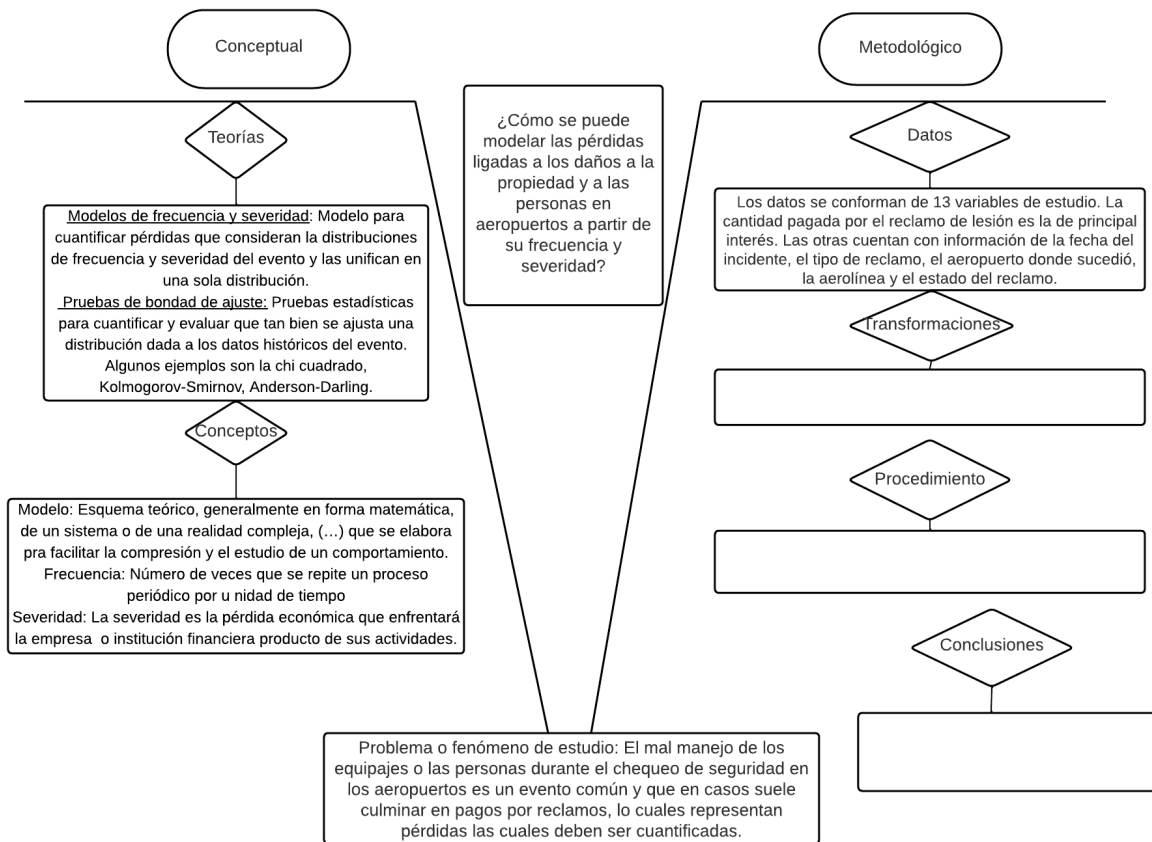 Conceptual
Teorías
Modelos de frecuencia y severidad: Modelo para
cuantificar pérdidas que consideran la distribuciones
de frecuencia y severidad del evento y las unifican en
una sola distribución.
Pruebas de bondad de ajuste: Pruebas estadísticas
para cuantificar y evaluar que tan bien se ajusta una
distribución dada a los datos históricos del evento.
Algunos ejemplos son la chi cuadrado,
Kolmogorov-Smirnov, Anderson-Darling.
Conceptos
Modelo: Esquema teórico, generalmente en forma matemática,
de un sistema o de una realidad compleja, (…) que se elabora
pra facilitar la compresión y el estudio de un comportamiento.
Frecuencia: Número de veces que se repite un proceso
periódico por u nidad de tiempo
Severidad: La severidad es la pérdida económica que enfrentará
la empresa o institución financiera producto de sus actividades.
¿Cómo se puede
modelar las pérdidas
ligadas a los daños a la
propiedad y a las
personas en
aeropuertos a partir de
su frecuencia y
severidad?
Metodológico
Datos
Los datos se conforman de 13 variables de estudio. La
cantidad pagada por el reclamo de lesión es la de principal
interés. Las otras cuentan con información de la fecha del
incidente, el tipo de reclamo, el aeropuerto donde sucedió,
la aerolínea y el estado del reclamo.
Transformaciones
Procedimiento
Conclusiones
Problema o fenómeno de estudio: El mal manejo de los
equipajes o las personas durante el chequeo de seguridad en
los aeropuertos es un evento común y que en casos suele
culminar en pagos por reclamos, lo cuales representan
pérdidas las cuales deben ser cuantificadas.